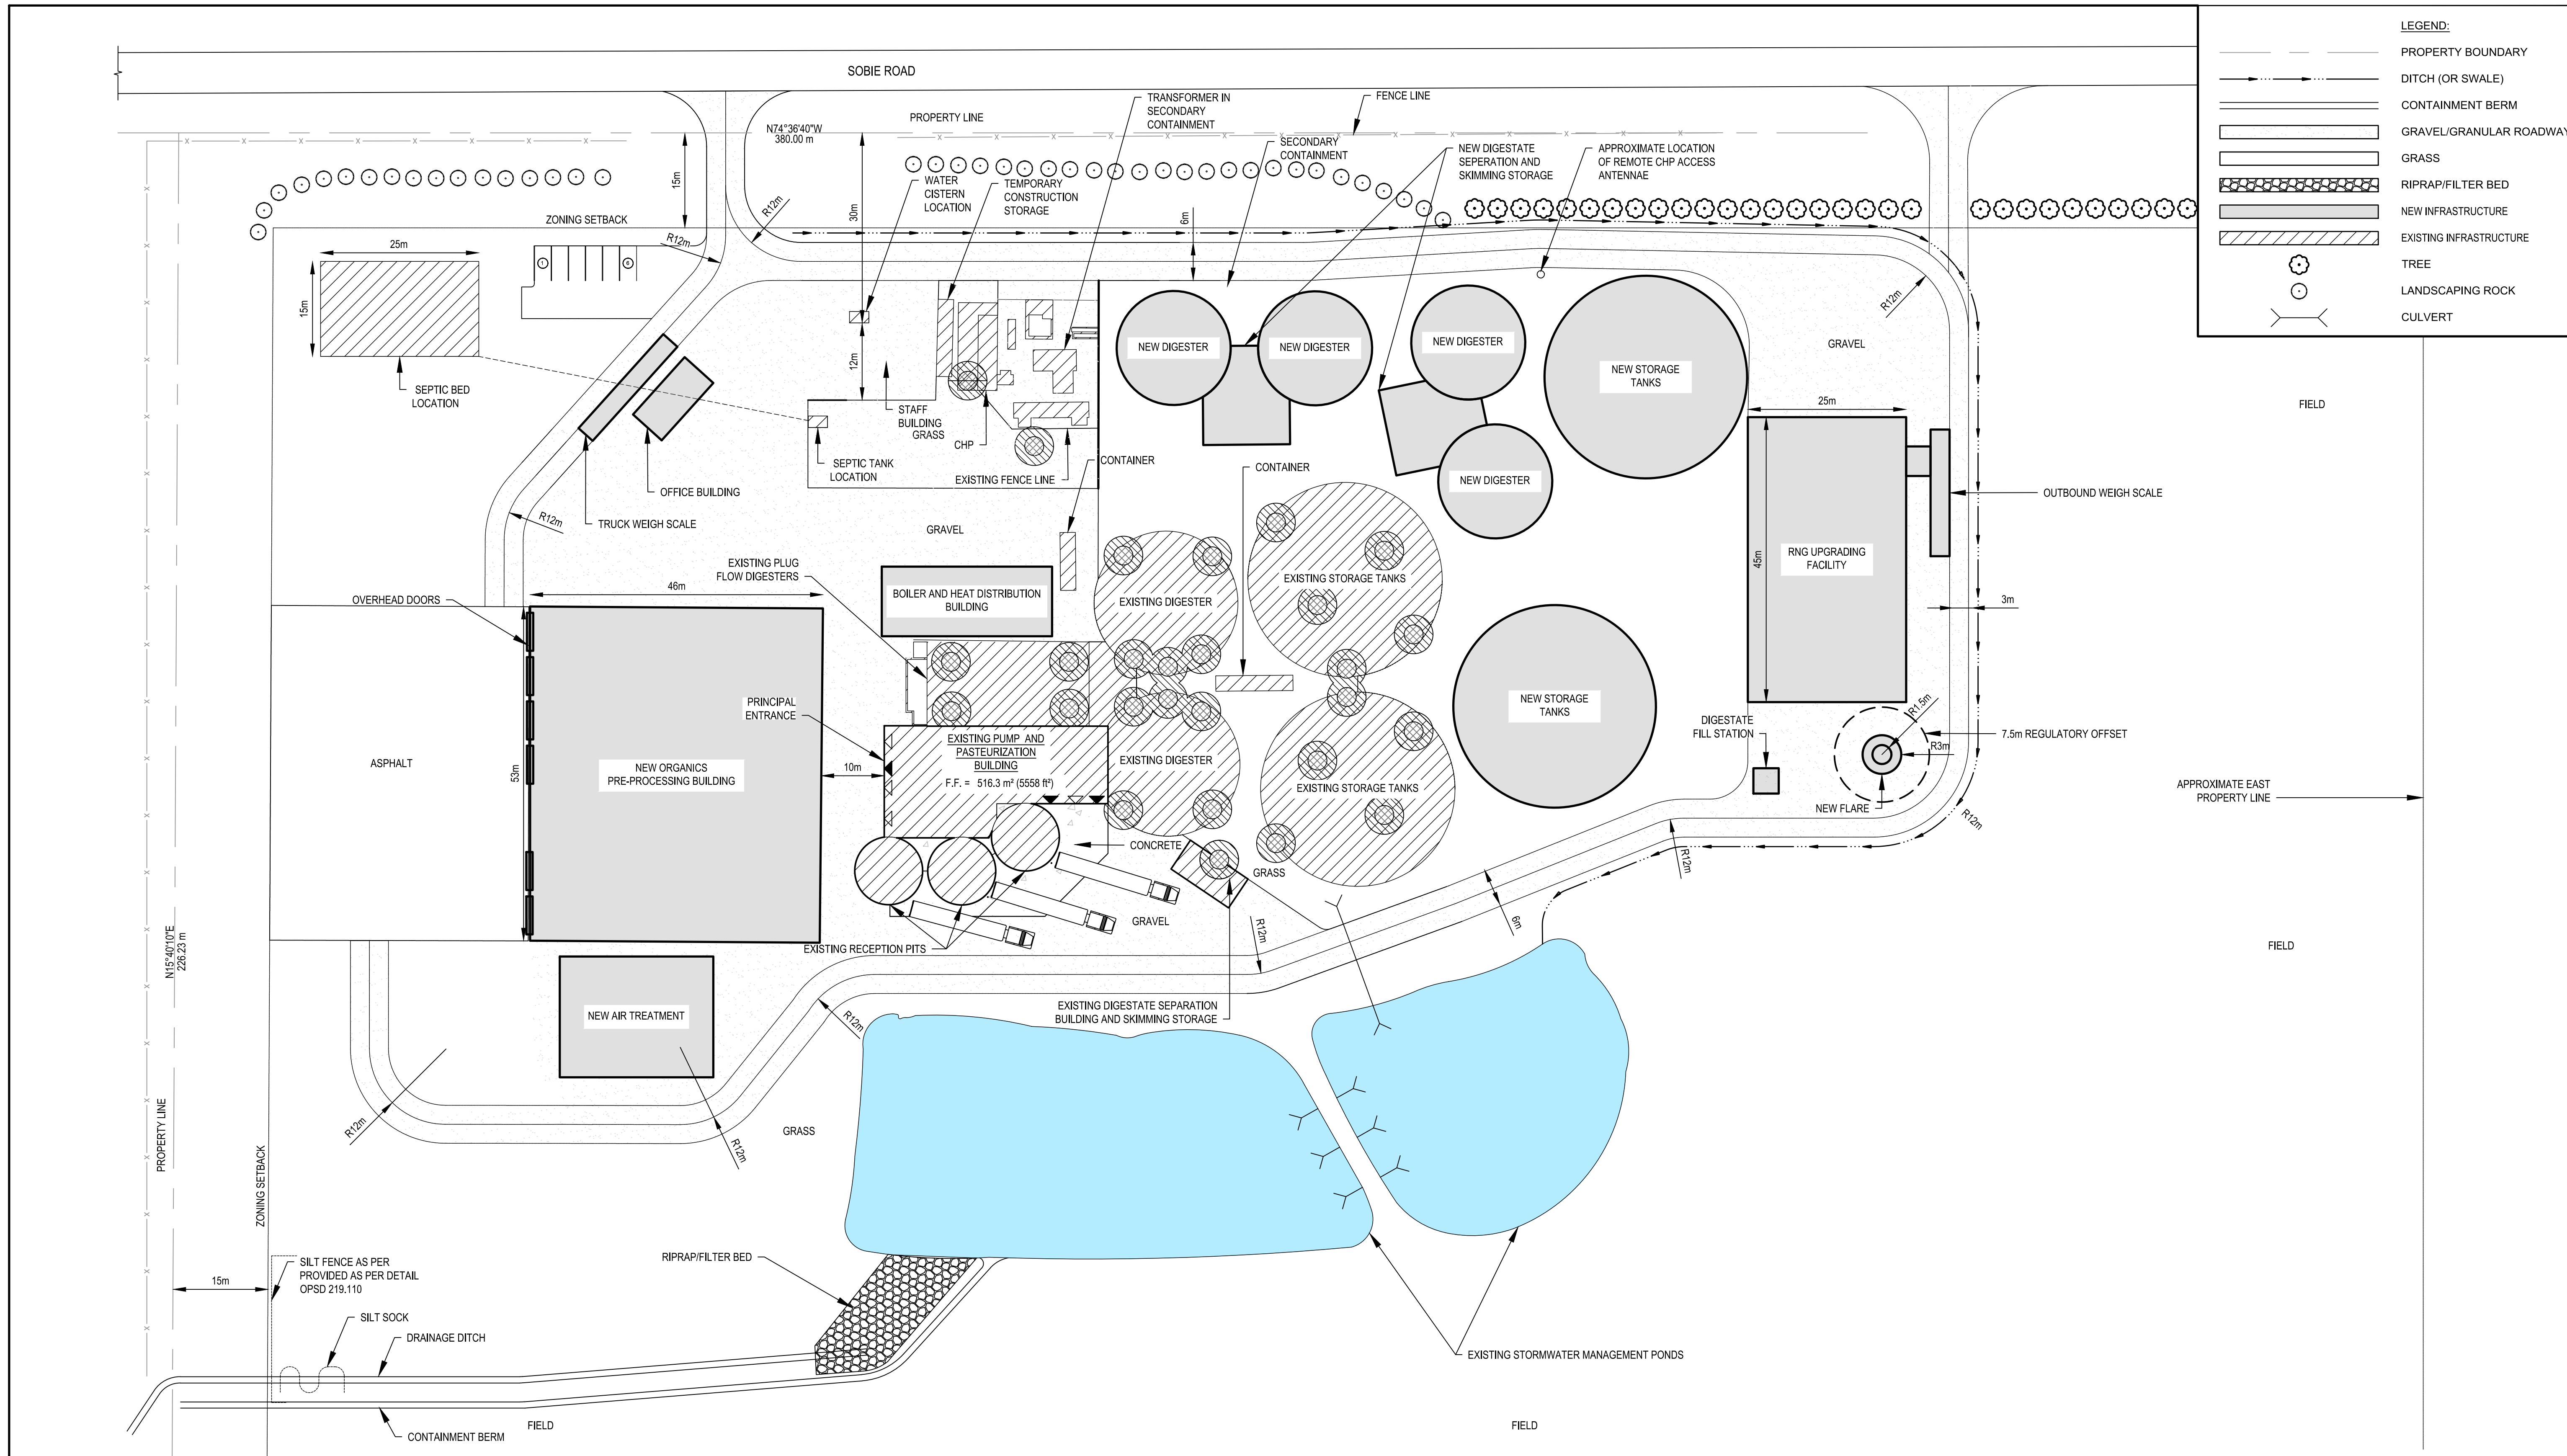 LEGEND:
PROPERTY BOUNDARY
DITCH (OR SWALE)
CONTAINMENT BERM
GRAVEL/GRANULAR ROADWAY
GRASS
RIPRAP/FILTER BED
NEW INFRASTRUCTURE
EXISTING INFRASTRUCTURE
TREE
LANDSCAPING ROCK
CULVERT
SOBIE ROAD
TRANSFORMER IN
SECONDARY
CONTAINMENT
FENCE LINE
PROPERTY LINE
N74°36'40"W
380.00 m
SECONDARY
CONTAINMENT
NEW DIGESTATE
SEPERATION AND
SKIMMING STORAGE
APPROXIMATE LOCATION
OF REMOTE CHP ACCESS
ANTENNAE
WATER
CISTERN
LOCATION
TEMPORARY
CONSTRUCTION
STORAGE
15m
30m
6m
R12m
ZONING SETBACK
R12m
25m
15m
1
6
R12m
SEPTIC BED
LOCATION
12m
STAFF
BUILDING
GRASS
CHP
NEW DIGESTER
NEW DIGESTER
NEW DIGESTER
NEW STORAGE
TANKS
GRAVEL
25m
FIELD
SEPTIC TANK
LOCATION
EXISTING FENCE LINE
CONTAINER
CONTAINER
NEW DIGESTER
OFFICE BUILDING
TRUCK WEIGH SCALE
R12m
GRAVEL
OUTBOUND WEIGH SCALE
45m
RNG UPGRADING
FACILITY
EXISTING PLUG
FLOW DIGESTERS
46m
OVERHEAD DOORS
BOILER AND HEAT DISTRIBUTION
BUILDING
EXISTING DIGESTER
EXISTING STORAGE TANKS
3m
PRINCIPAL
ENTRANCE
NEW STORAGE
TANKS
DIGESTATE
FILL STATION
R1.5m
R3m
7.5m REGULATORY OFFSET
NEW FLARE
R12m
ASPHALT
53m
NEW ORGANICS
PRE-PROCESSING BUILDING
10m
EXISTING PUMP AND
PASTEURIZATION
BUILDING
F.F. = 516.3 m² (5558 ft²)
EXISTING DIGESTER
EXISTING STORAGE TANKS
APPROXIMATE EAST
PROPERTY LINE
CONCRETE
GRASS
R12m
6m
GRAVEL
R12m
EXISTING RECEPTION PITS
FIELD
N15°40'10"E
226.23 m
NEW AIR TREATMENT
R12m
EXISTING DIGESTATE SEPARATION
BUILDING AND SKIMMING STORAGE
R12m
R12m
GRASS
PROPERTY LINE
ZONING SETBACK
RIPRAP/FILTER BED
SILT FENCE AS PER
PROVIDED AS PER DETAIL
OPSD 219.110
15m
SILT SOCK
DRAINAGE DITCH
EXISTING STORMWATER MANAGEMENT PONDS
CONTAINMENT BERM
FIELD
FIELD